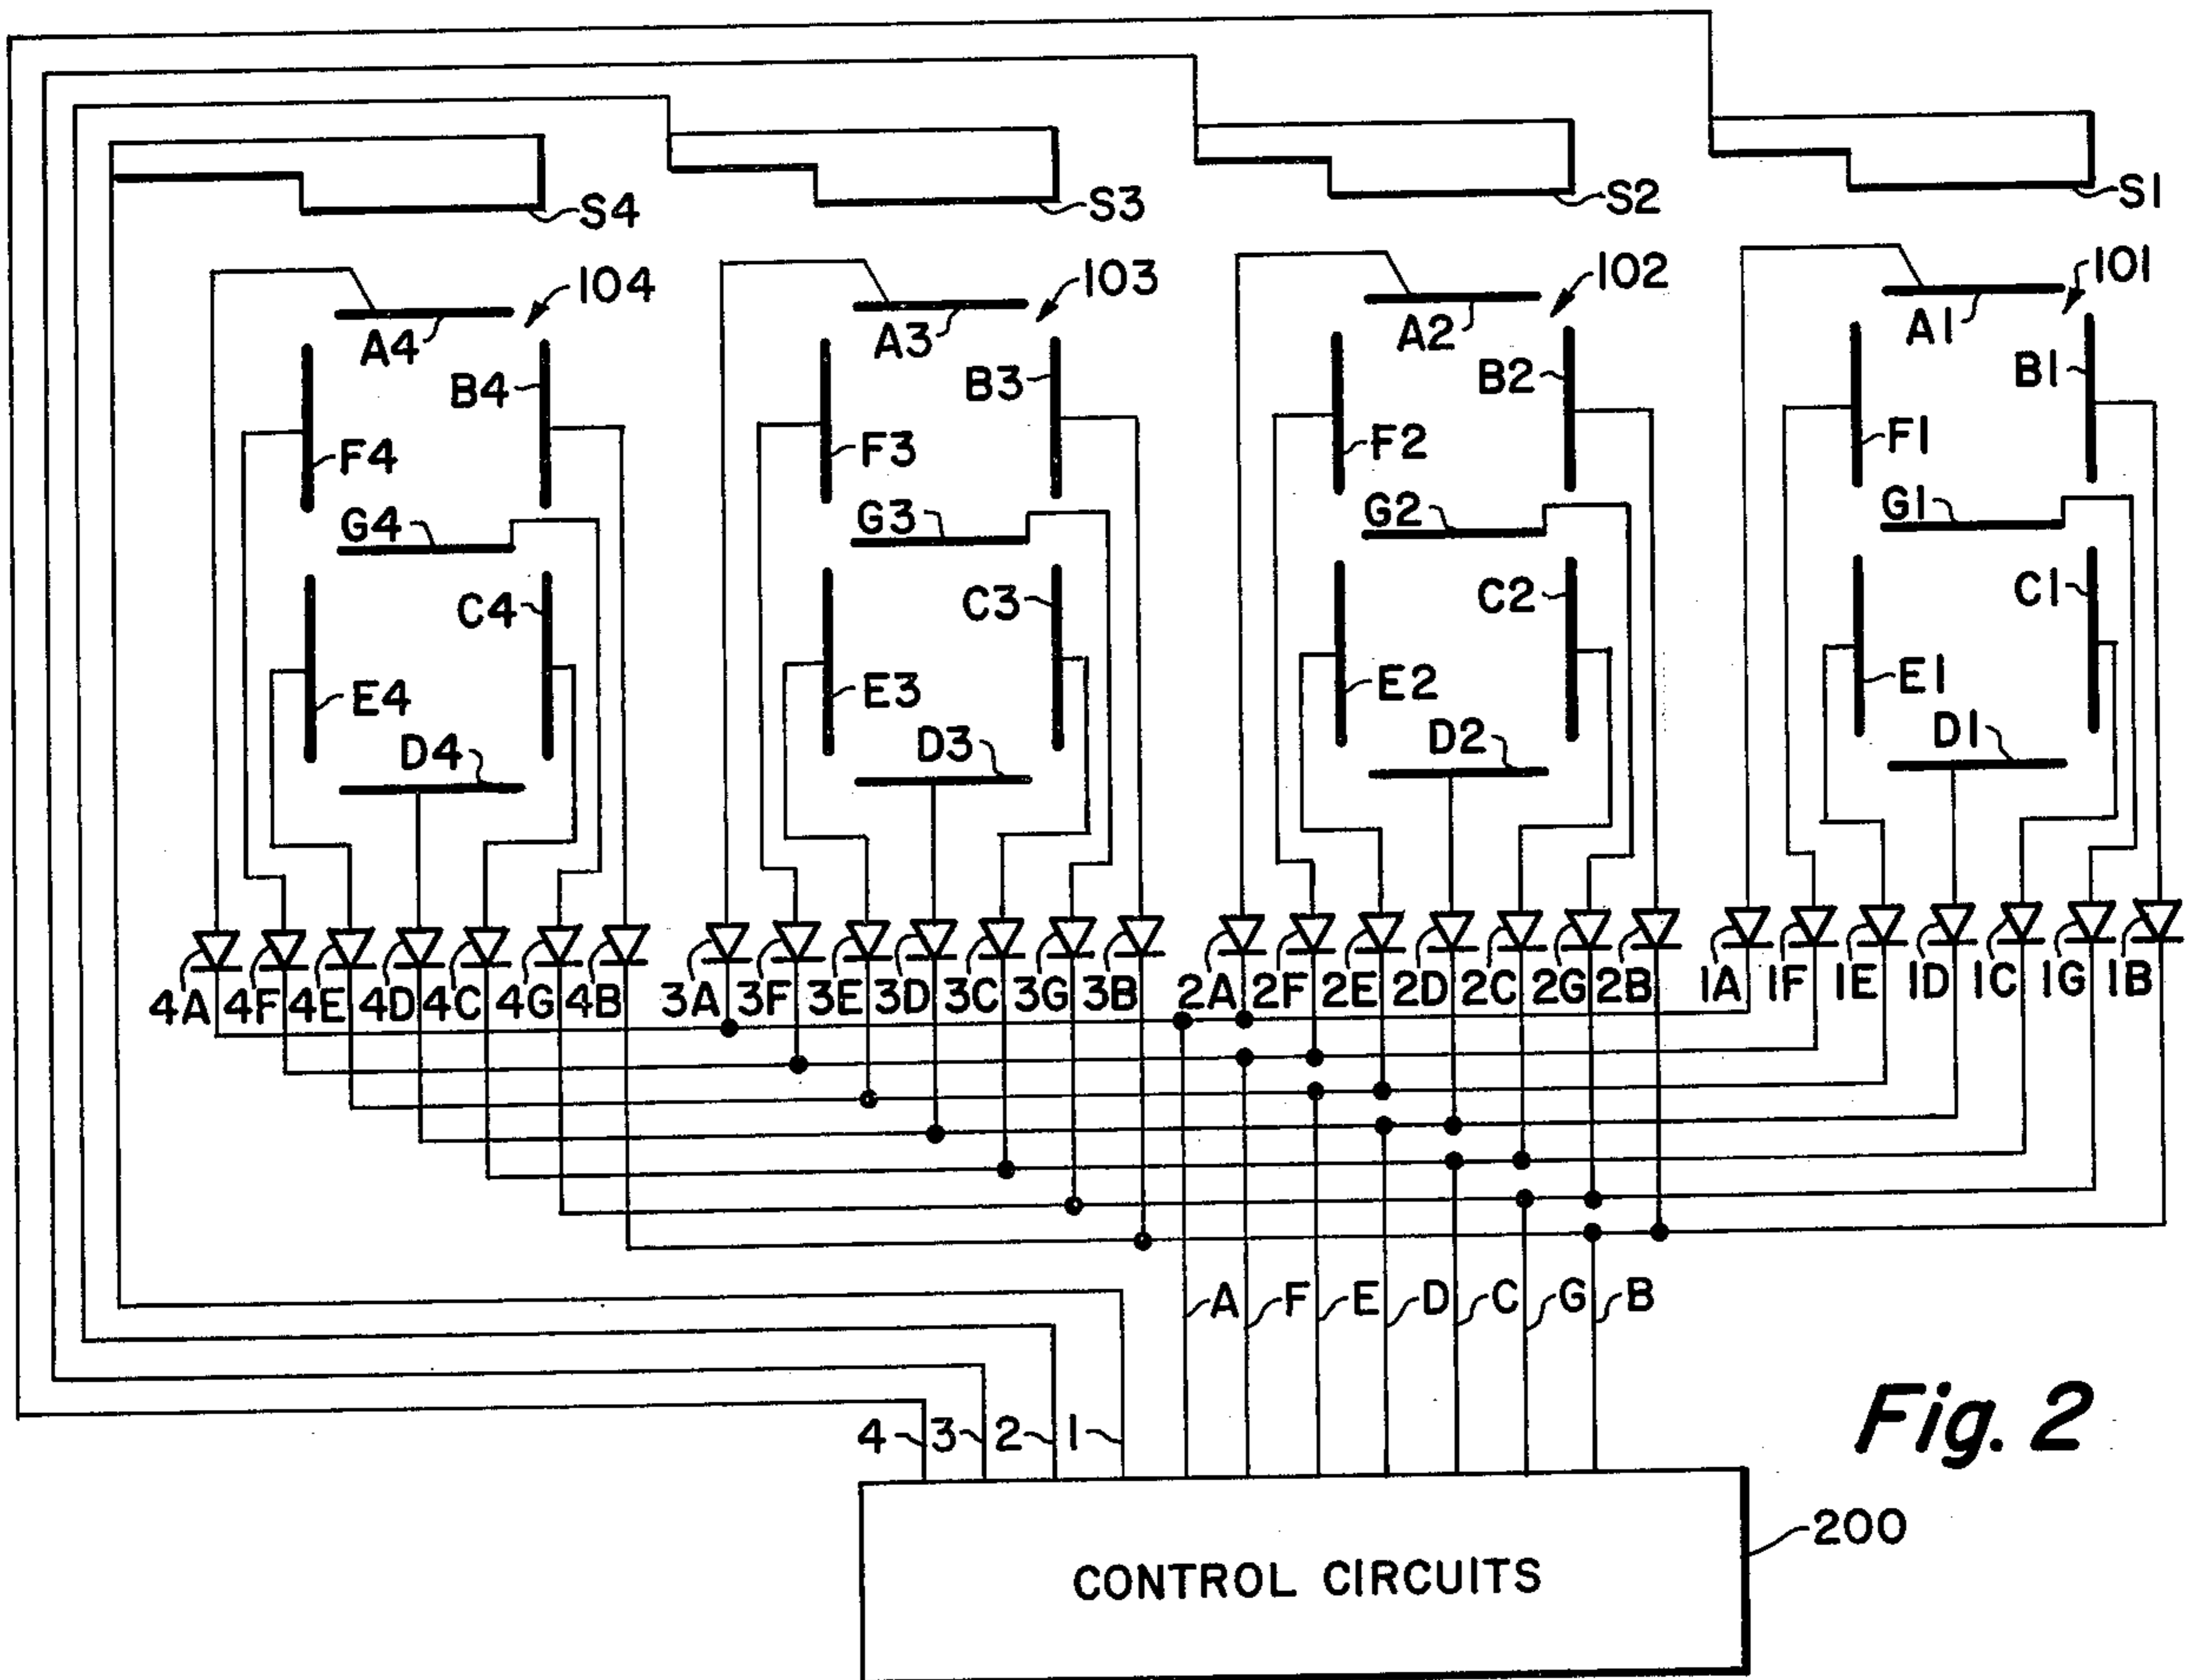 S4 S3 S2 S1
104 103 102 101
A4 A3 A2 A1
B4 B3 B2 B1
F4 F3 F2 F1
G4 G3 G2 G1
C4 C3 C2 C1
E4 E3 E2 E1
D4 D3 D2 D1
4A 4F 4E 4D 4C 4G 4B 3A 3F 3E 3D 3C 3G 3B 2A 2F 2E 2D 2C 2G 2B 1A 1F 1E 1D 1C 1G 1B
A F E D C G B
4 3 2 1
Fig. 2
200
CONTROL CIRCUITS